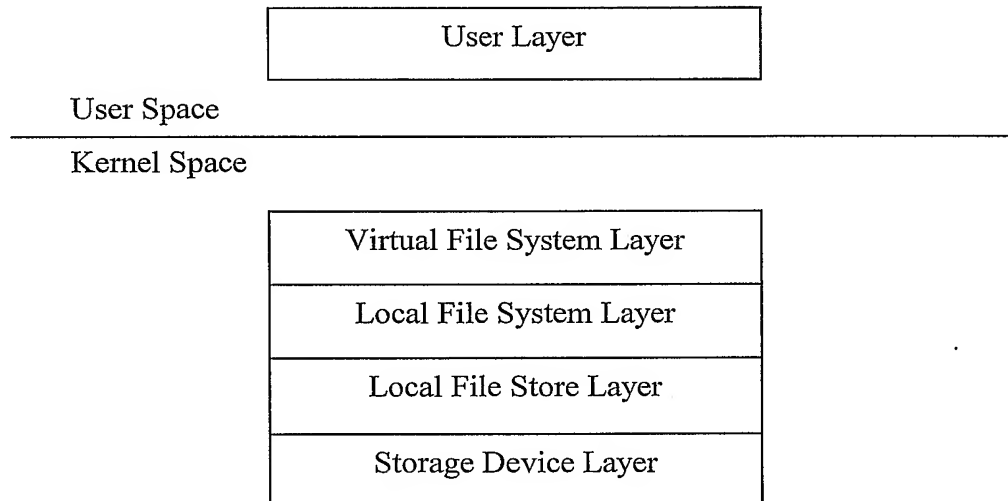 User Layer
User Space
Kernel Space
Virtual File System Layer
Local File System Layer
Local File Store Layer
Storage Device Layer